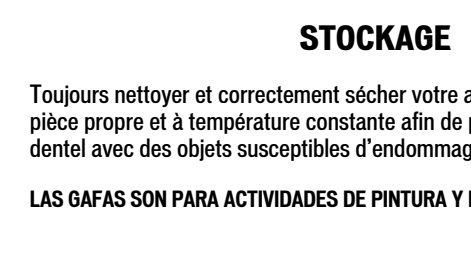 STOCKAGE
Toujours nettoyer et correctement sécher votre
pièce propre et à température constante afin de
dentel avec des objets susceptibles
LAS GAFAS SON PARA ACTIVIDADES DE PINTURA Y